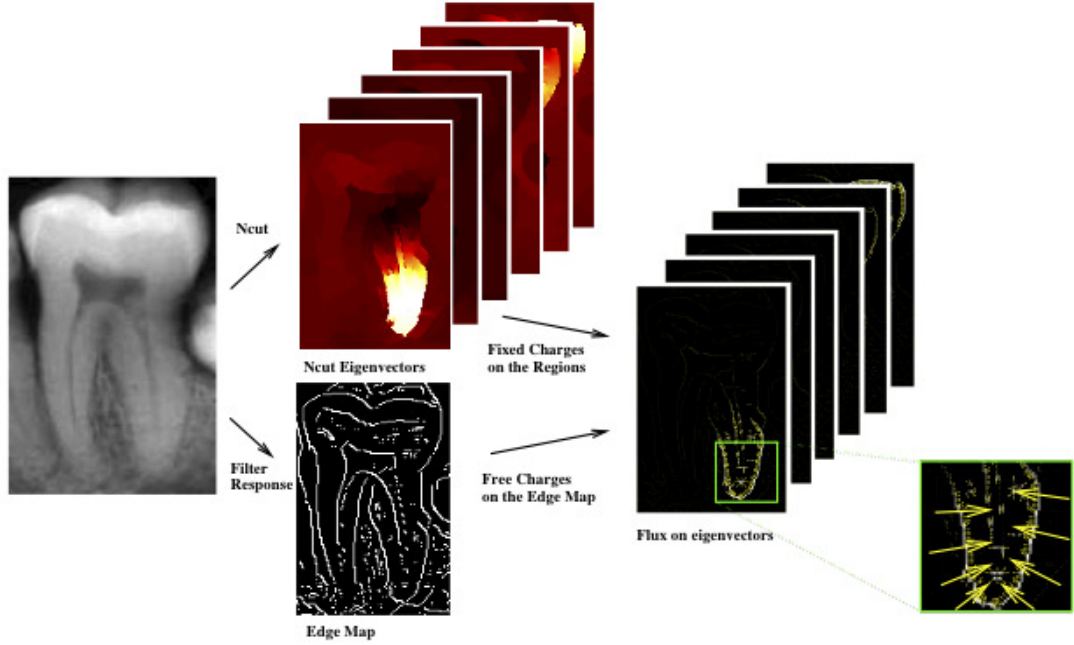 Ncut
Ncut Eigenvectors
Fixed Charges
on the Regions
Filter
Response
Free Charges
on the Edge Map
Flux on eigenvectors
Edge Map